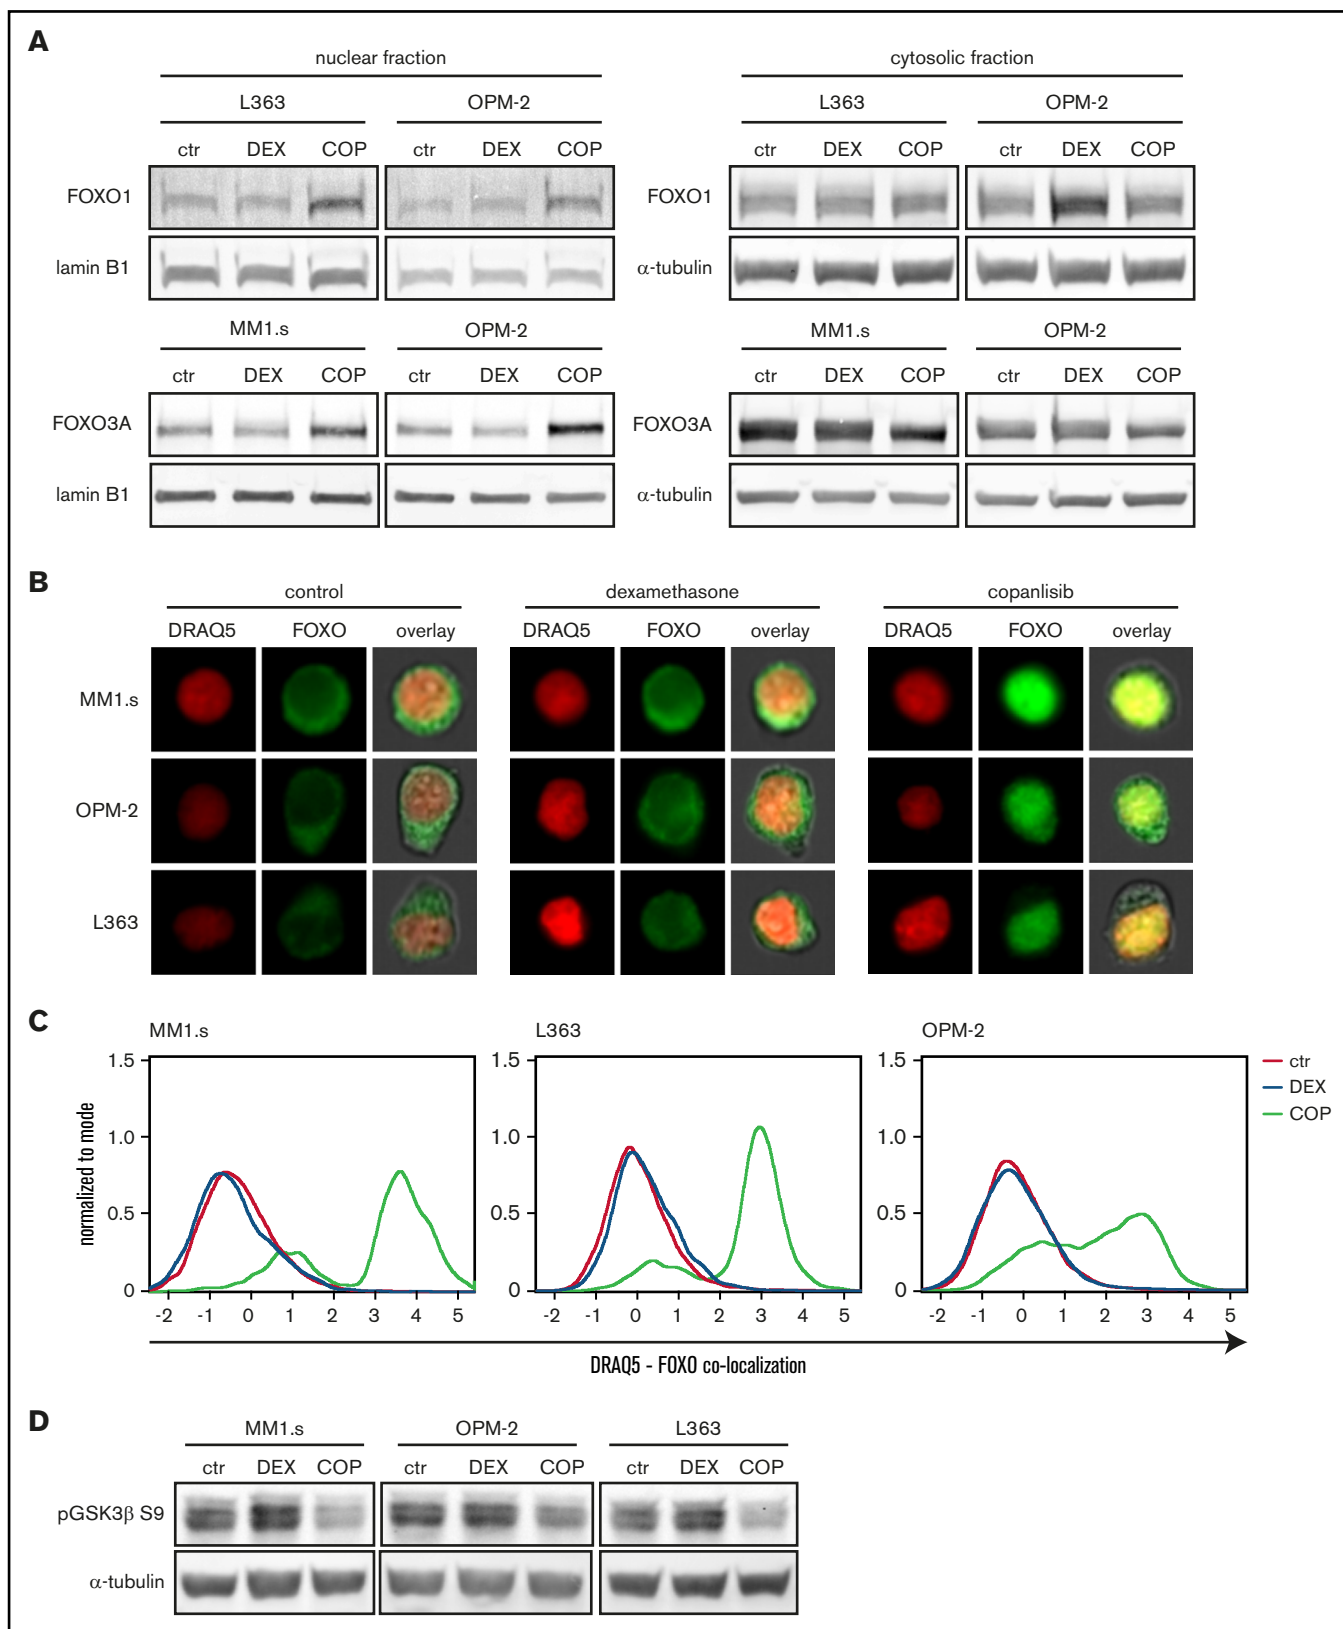 A
nuclear fraction
cytosolic fraction
L363 OPM-2 L363 OPM-2
ctr DEX COP ctr DEX COP ctr DEX COP ctr DEX COP
FOXO1 FOXO1
lamin B1 α-tubulin
MM1.s OPM-2 MM1.s OPM-2
ctr DEX COP ctr DEX COP ctr DEX COP ctr DEX COP
FOXO3A FOXO3A
lamin B1 α-tubulin
B
control dexamethasone copanlisib
DRAQ5 FOXO overlay DRAQ5 FOXO overlay DRAQ5 FOXO overlay
MM1.s
OPM-2
L363
C
MM1.s L363 OPM-2
1.5 1.5 1.5
1.0 1.0 1.0
0.5 0.5 0.5
0 0 0
normalized to mode
-2 -1 0 1 2 3 4 5 -2 -1 0 1 2 3 4 5 -2 -1 0 1 2 3 4 5
ctr
DEX
COP
DRAQ5 - FOXO co-localization
D
MM1.s OPM-2 L363
ctr DEX COP ctr DEX COP ctr DEX COP
pGSK3β S9
α-tubulin